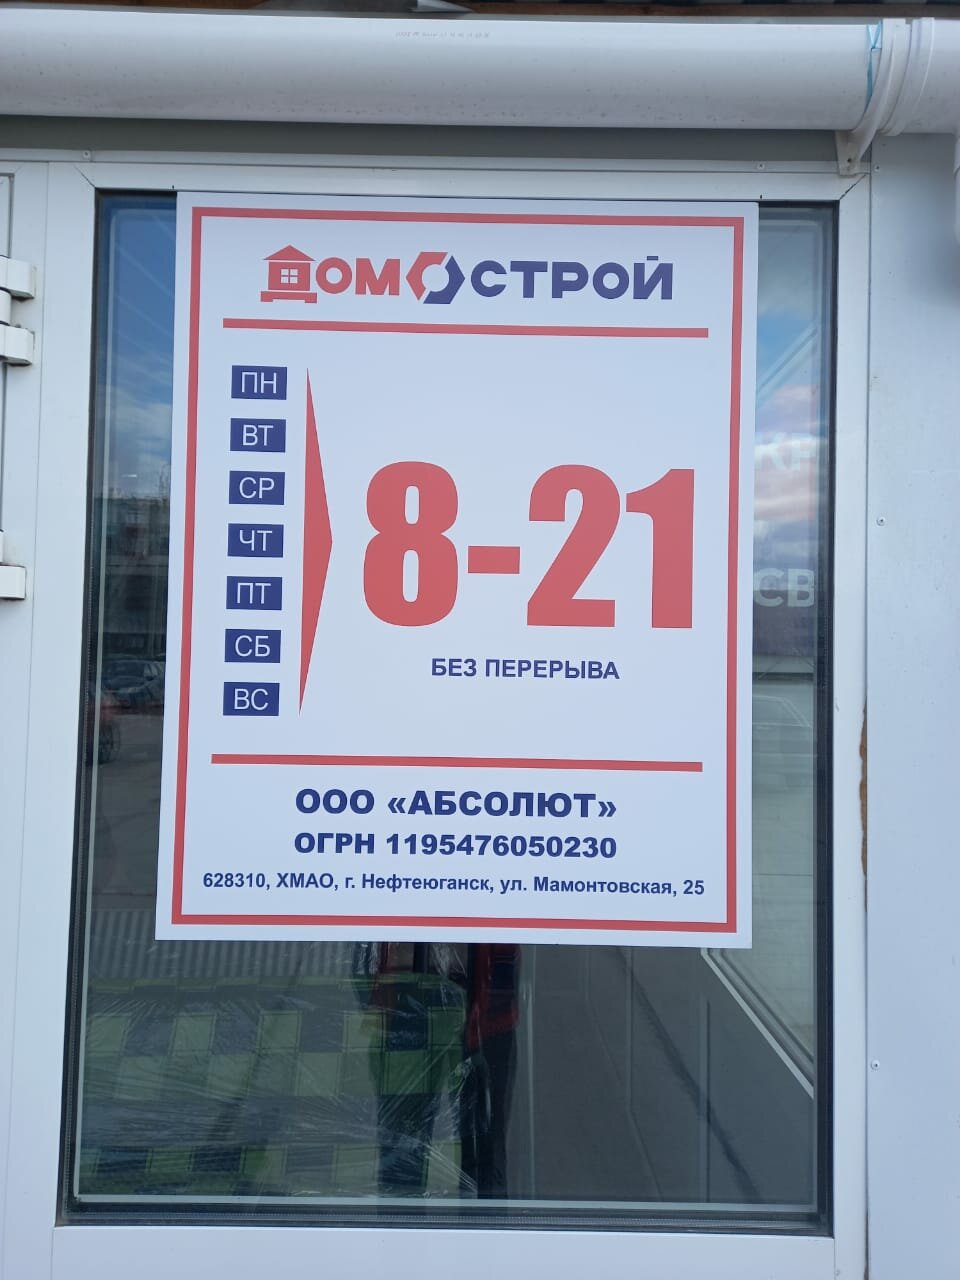 ДОМОСТРОЙ
ПН
ВТ
СР
ЧТ
ПТ
СБ
ВС
8-21
БЕЗ ПЕРЕРЫВА
ООО «АБСОЛЮТ»
ОГРН 1195476050230
628310, ХМАО, г. Нефтеюганск, ул. Мамонтовская, 25